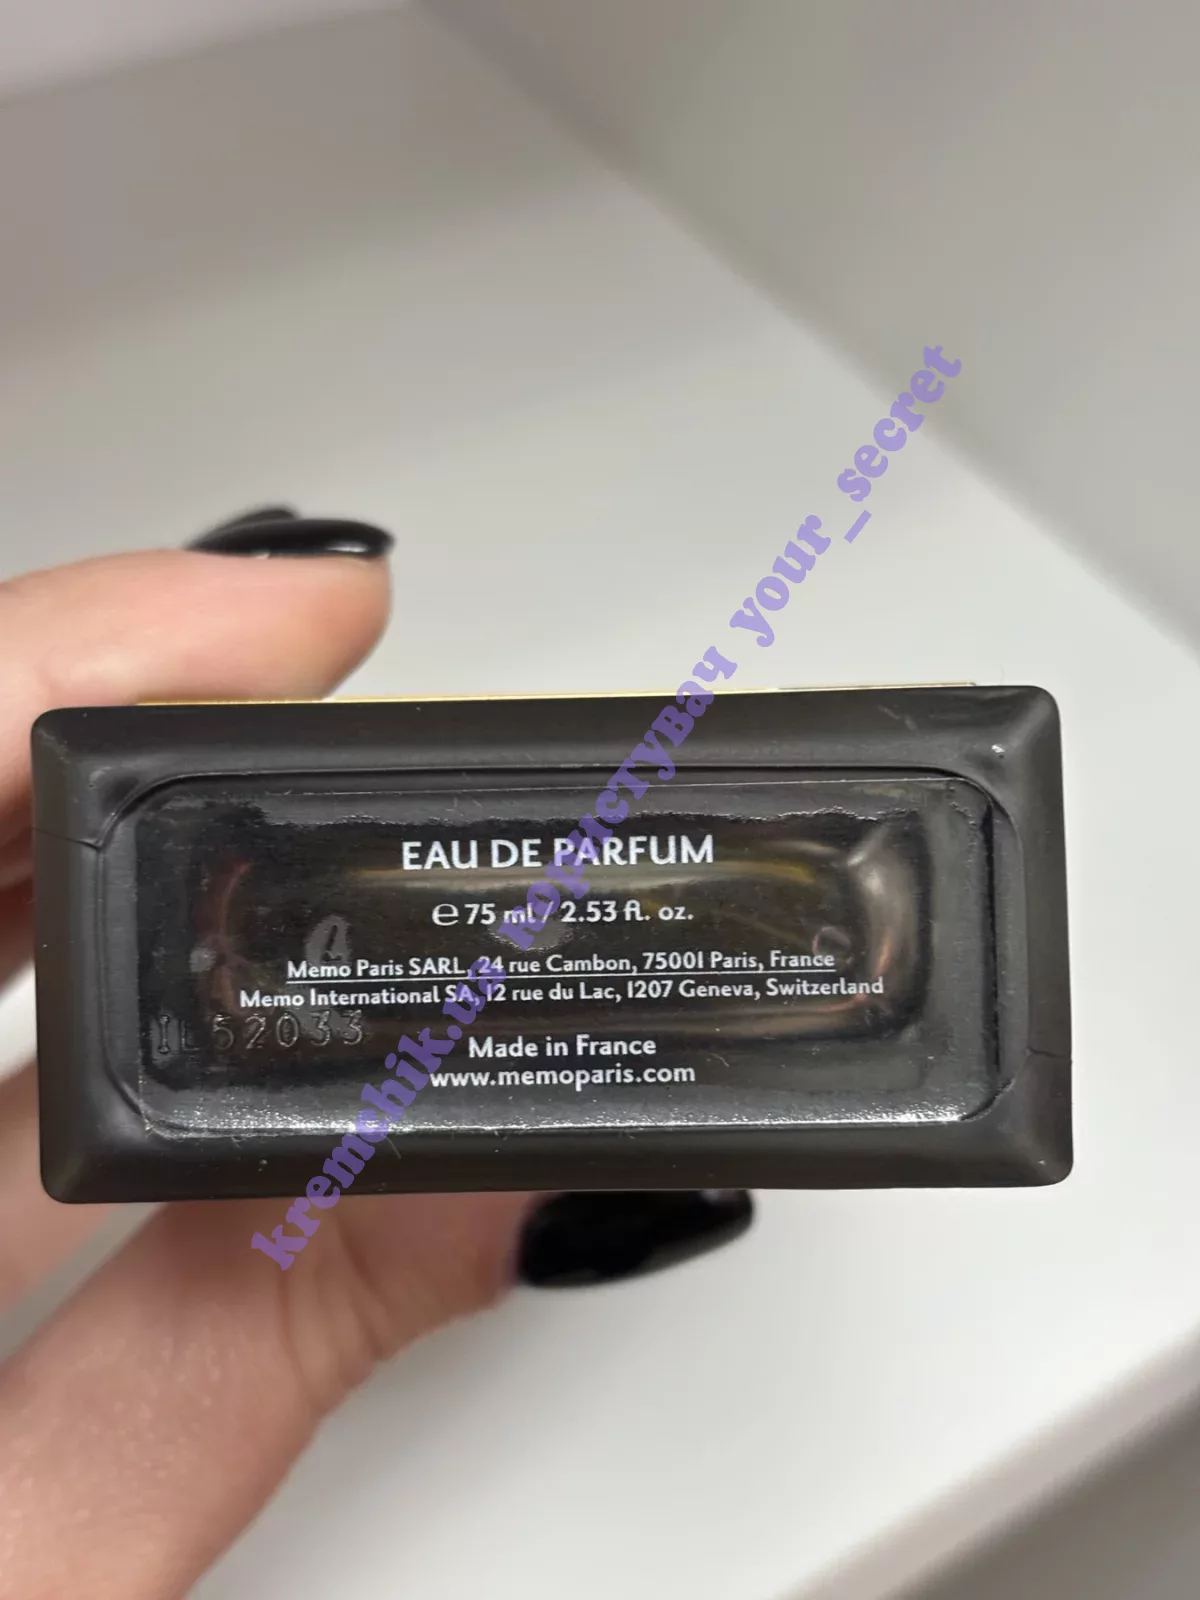 EAU DE PARFUM
℮ 75 ml / 2.53 fl. oz.
Memo Paris SARL, 24 rue Cambon, 75001 Paris, France
Memo International SA, 12 rue du Lac, 1207 Geneva, Switzerland
52033
Made in France
www.memoparis.com
kremchik.ua користувач your_secret